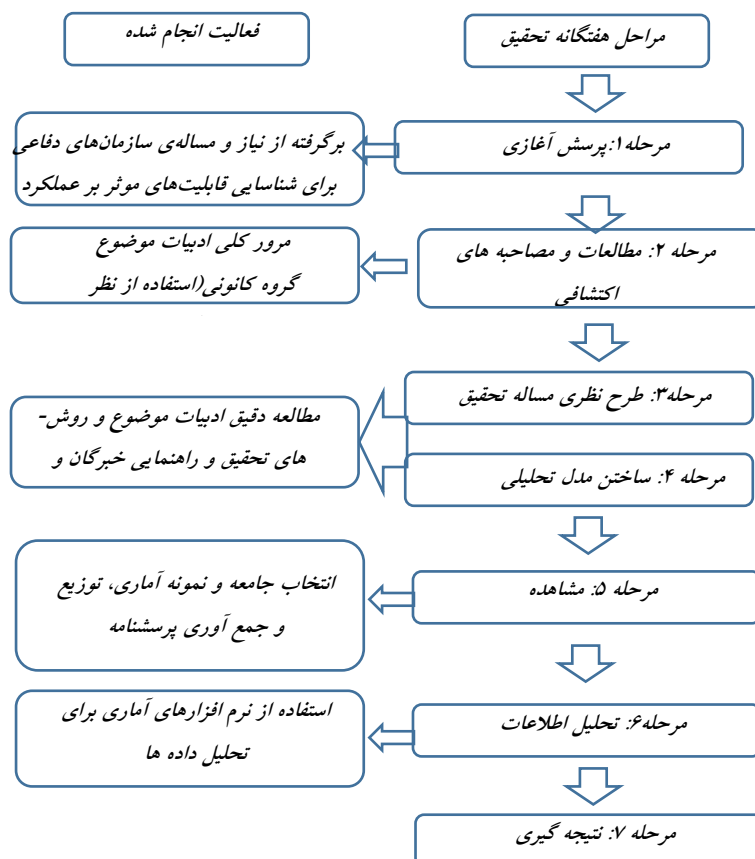 مراحل هفتگانه تحقیق
فعالیت انجام شده
مرحله۱: پرسش آغازی
برگرفته از نیاز و مساله‌ی سازمان‌های دفاعی
برای شناسایی قابلیت‌های موثر بر عملکرد
مرحله ۲: مطالعات و مصاحبه های
اکتشافی
مرور کلی ادبیات موضوع
گروه کانونی(استفاده از نظر
مرحله۳: طرح نظری مساله تحقیق
مرحله ۴: ساختن مدل تحلیلی
مطالعه دقیق ادبیات موضوع و روش-
های تحقیق و راهنمایی خبرگان و
مرحله ۵: مشاهده
انتخاب جامعه و نمونه آماری، توزیع
و جمع آوری پرسشنامه
مرحله۶: تحلیل اطلاعات
استفاده از نرم افزارهای آماری برای
تحلیل داده ها
مرحله ۷: نتیجه گیری